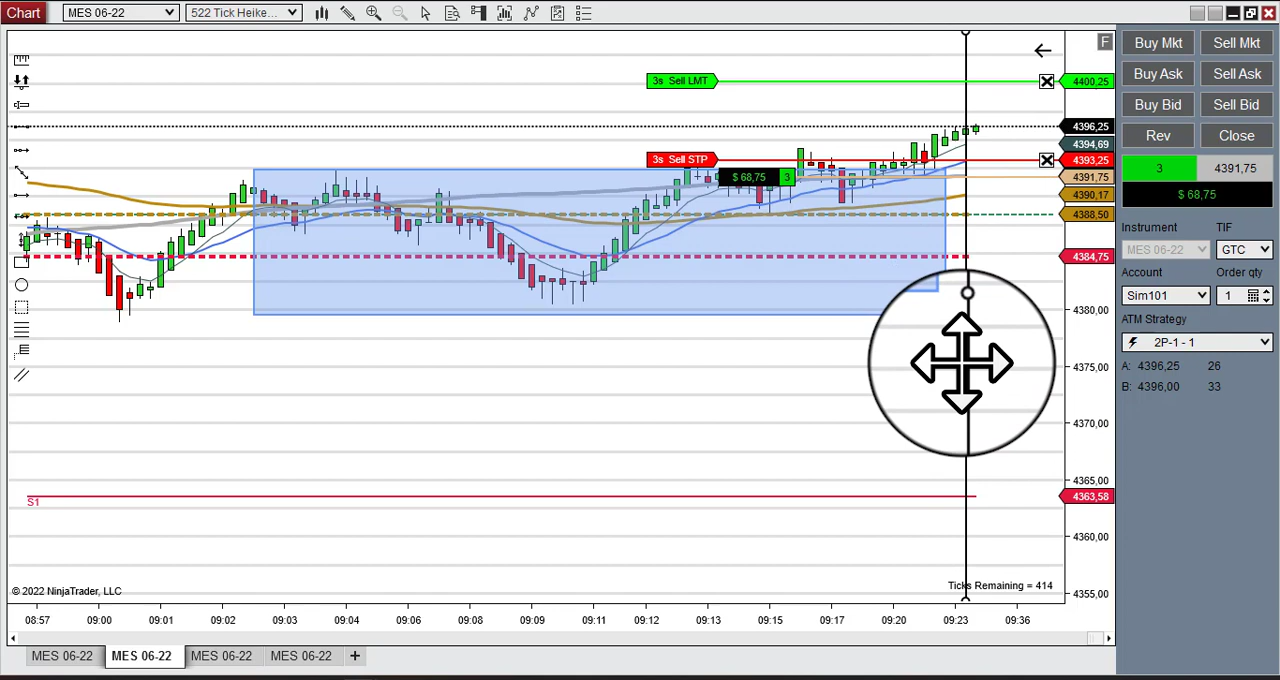 Chart
MES 06-22
522 Tick Heike...
F
Buy Mkt
Sell Mkt
Buy Ask
Sell Ask
Buy Bid
Sell Bid
Rev
Close
3
4391,75
$ 68,75
Instrument
TIF
MES 06-22
GTC
Account
Order qty
Sim101
1
ATM Strategy
2P-1 - 1
A: 4396,25 26
B: 4396,00 33
3s Sell LMT
4400,25
4396,25
4394,69
3s Sell STP
4393,25
$ 68,75
3
4391,75
4390,17
4388,50
4384,75
4380,00
4375,00
4370,00
4365,00
S1
4363,58
4360,00
4355,00
© 2022 NinjaTrader, LLC
Ticks Remaining = 414
08:57 09:00 09:01 09:02 09:03 09:04 09:06 09:08 09:09 09:11 09:12 09:13 09:15 09:17 09:20 09:23 09:36
MES 06-22 MES 06-22 MES 06-22 MES 06-22 +